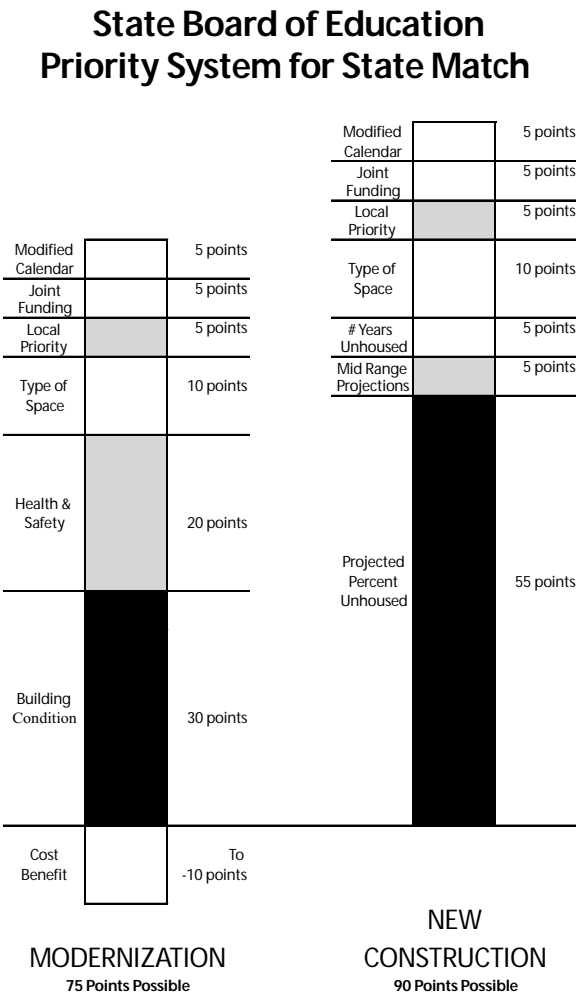 State Board of Education
Priority System for State Match
Modified
Calendar
5 points
Joint
Funding
5 points
Local
Priority
5 points
Type of
Space
10 points
Health &
Safety
20 points
Building
Condition
30 points
Cost
Benefit
To
-10 points
MODERNIZATION
75 Points Possible
Modified
Calendar
5 points
Joint
Funding
5 points
Local
Priority
5 points
Type of
Space
10 points
# Years
Unhoused
5 points
Mid Range
Projections
5 points
Projected
Percent
Unhoused
55 points
NEW
CONSTRUCTION
90 Points Possible